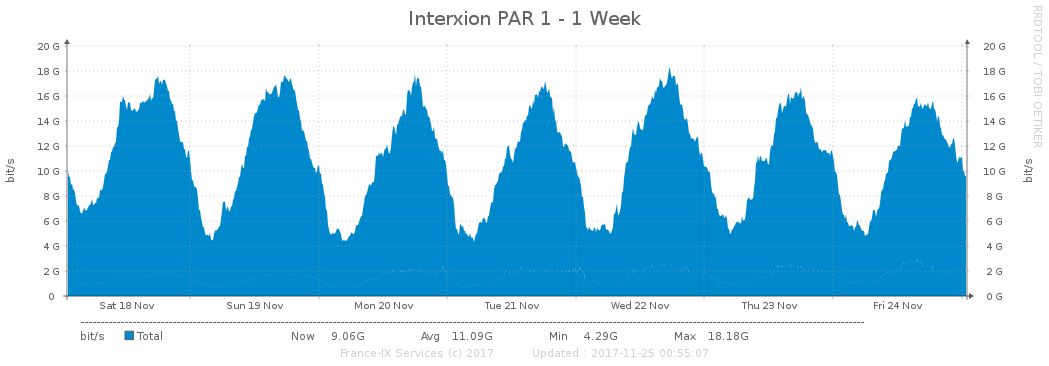 Interxion PAR 1 - 1 Week
RRDTOOL / TOBI OETIKER
bit/s
20 G 20 G
18 G 18 G
16 G 16 G
14 G 14 G
12 G 12 G
10 G 10 G
8 G 8 G
6 G 6 G
4 G 4 G
2 G 2 G
0 0 G
bit/s
Sat 18 Nov Sun 19 Nov Mon 20 Nov Tue 21 Nov Wed 22 Nov Thu 23 Nov Fri 24 Nov
bit/s Total Now 9.06G Avg 11.09G Min 4.29G Max 18.18G
France-IX Services (c) 2017 Updated : 2017-11-25 00:55:07